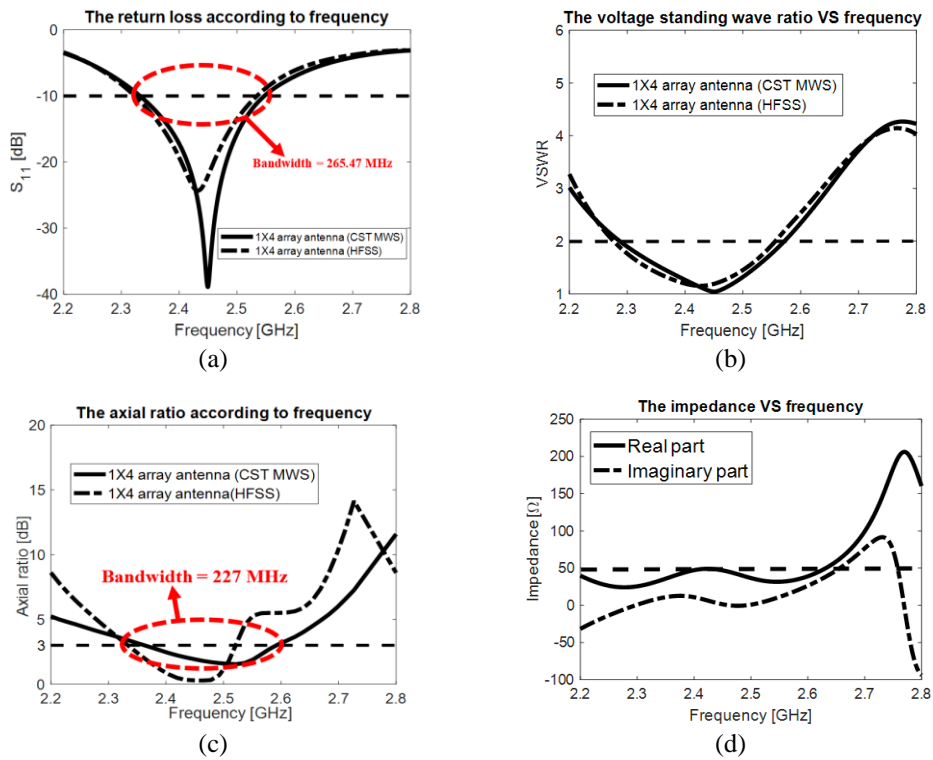 The return loss according to frequency
0
-10
-20
-30
-40
S11 [dB]
Bandwidth = 265.47 MHz
1X4 array antenna (CST MWS)
1X4 array antenna (HFSS)
2.2 2.3 2.4 2.5 2.6 2.7 2.8
Frequency [GHz]
(a)
The voltage standing wave ratio VS frequency
6
5
4
3
2
1
VSWR
1X4 array antenna (CST MWS)
1X4 array antenna (HFSS)
2.2 2.3 2.4 2.5 2.6 2.7 2.8
Frequency [GHz]
(b)
The axial ratio according to frequency
20
15
10
5
3
0
Axial ratio [dB]
1X4 array antenna (CST MWS)
1X4 array antenna(HFSS)
Bandwidth = 227 MHz
2.2 2.3 2.4 2.5 2.6 2.7 2.8
Frequency [GHz]
(c)
The impedance VS frequency
250
200
150
100
50
0
-50
-100
Impedance [Ω]
Real part
Imaginary part
2.2 2.3 2.4 2.5 2.6 2.7 2.8
Frequency [GHz]
(d)